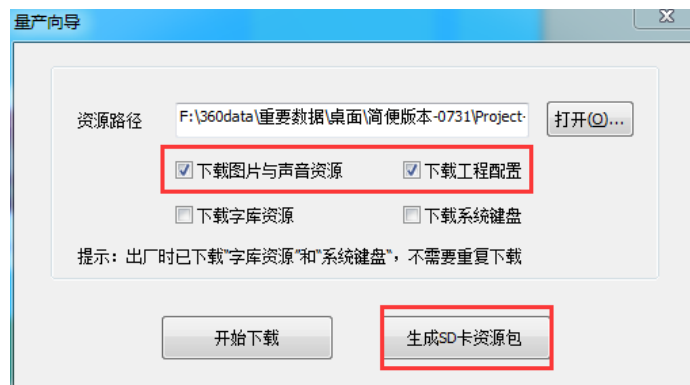 量产向导
资源路径 F:\360data\重要数据\桌面\简便版本-0731\Project- 打开(O)...
下载图片与声音资源 下载工程配置
下载字库资源 下载系统键盘
提示：出厂时已下载"字库资源"和"系统键盘"，不需要重复下载
开始下载 生成SD卡资源包